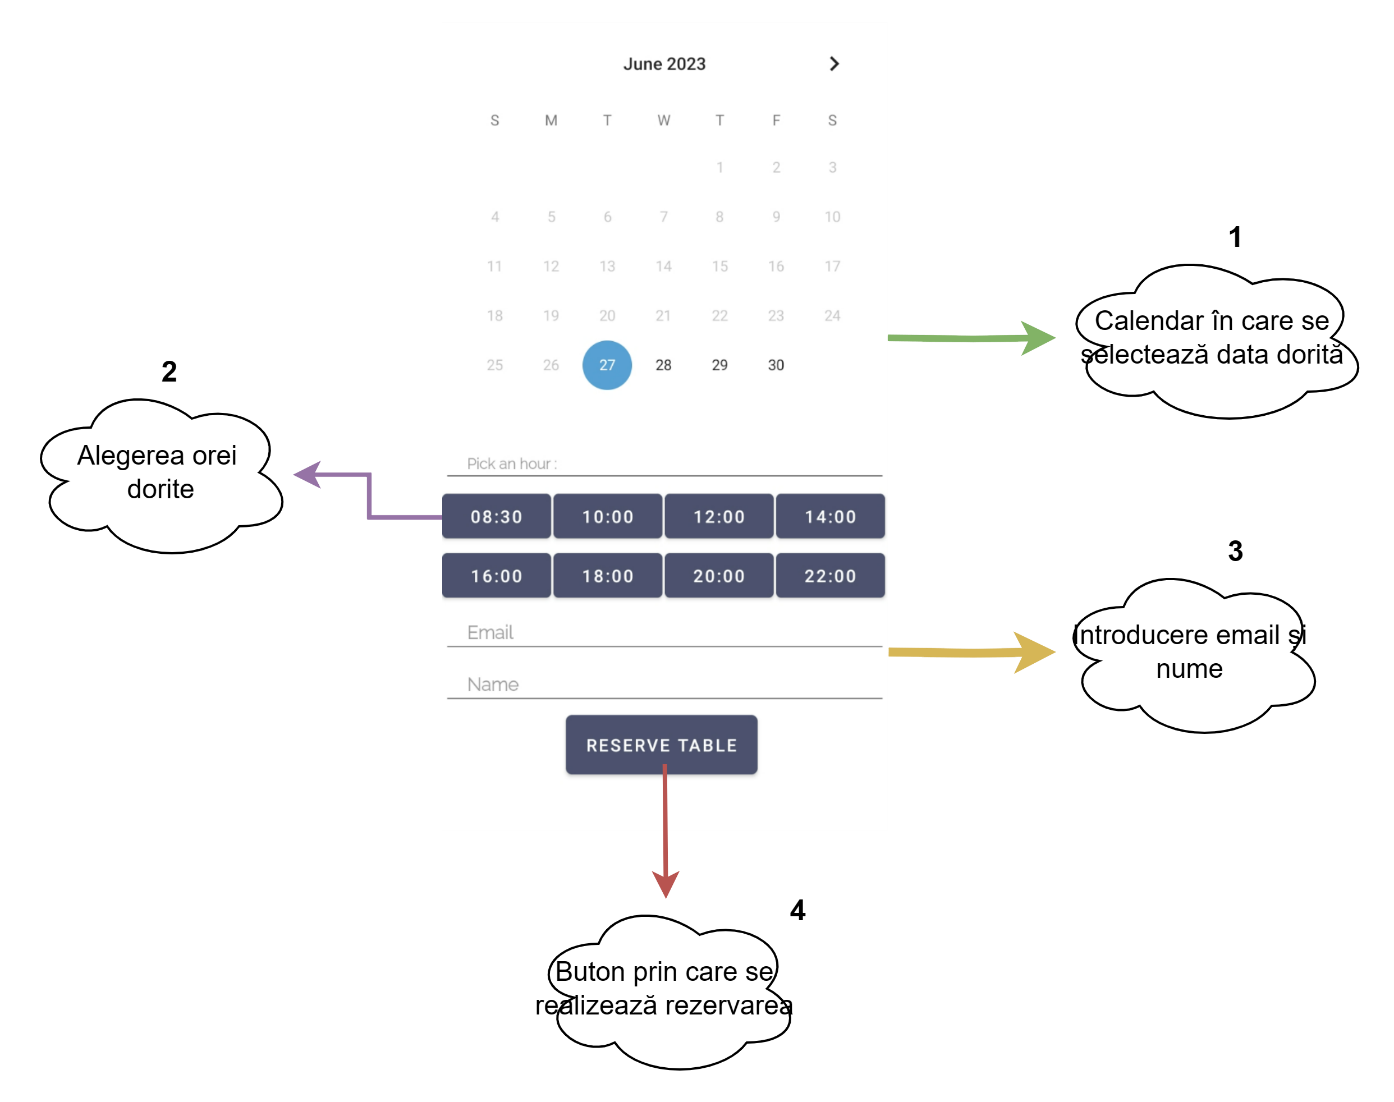 June 2023
S M T W T F S
1 2 3
4 5 6 7 8 9 10
11 12 13 14 15 16 17
18 19 20 21 22 23 24
25 26 27 28 29 30
1
Calendar în care se
selectează data dorită
2
Alegerea orei
dorite
Pick an hour :
08:30 10:00 12:00 14:00
16:00 18:00 20:00 22:00
Email
Name
3
Introducere email și
nume
RESERVE TABLE
4
Buton prin care se
realizează rezervarea